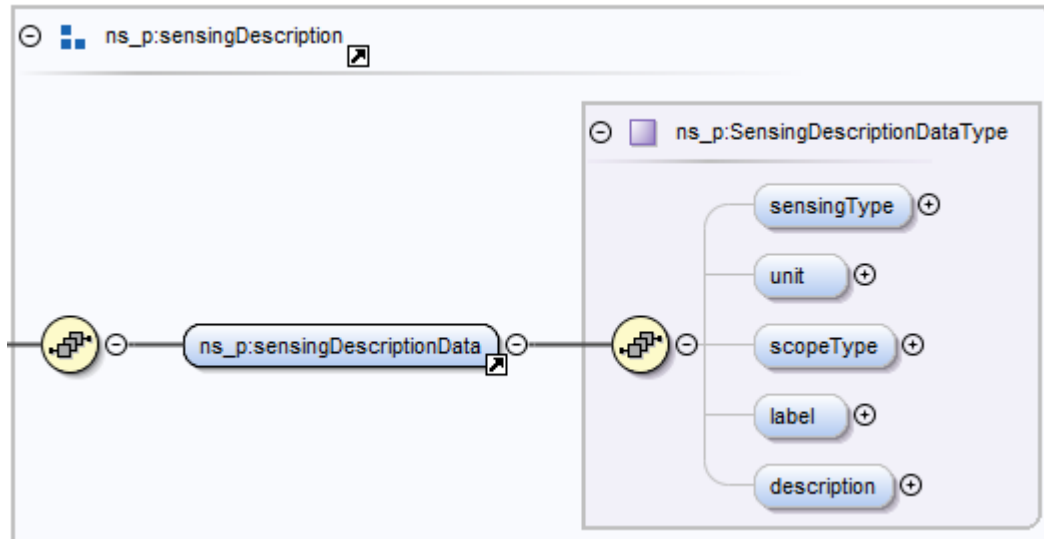 ns_p:sensingDescription
ns_p:SensingDescriptionDataType
sensingType
unit
ns_p:sensingDescriptionData
scopeType
label
description